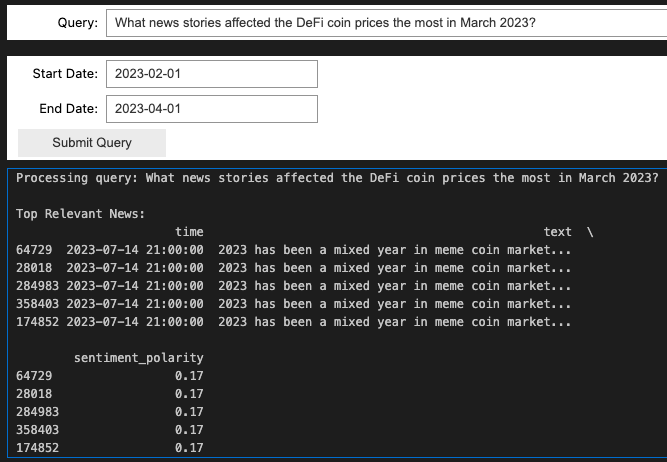 Query: What news stories affected the DeFi coin prices the most in March 2023?
Start Date: 2023-02-01
End Date: 2023-04-01
Submit Query
Processing query: What news stories affected the DeFi coin prices the most in March 2023?
Top Relevant News:
time text \
64729 2023-07-14 21:00:00 2023 has been a mixed year in meme coin market...
28018 2023-07-14 21:00:00 2023 has been a mixed year in meme coin market...
284983 2023-07-14 21:00:00 2023 has been a mixed year in meme coin market...
358403 2023-07-14 21:00:00 2023 has been a mixed year in meme coin market...
174852 2023-07-14 21:00:00 2023 has been a mixed year in meme coin market...
sentiment_polarity
64729 0.17
28018 0.17
284983 0.17
358403 0.17
174852 0.17